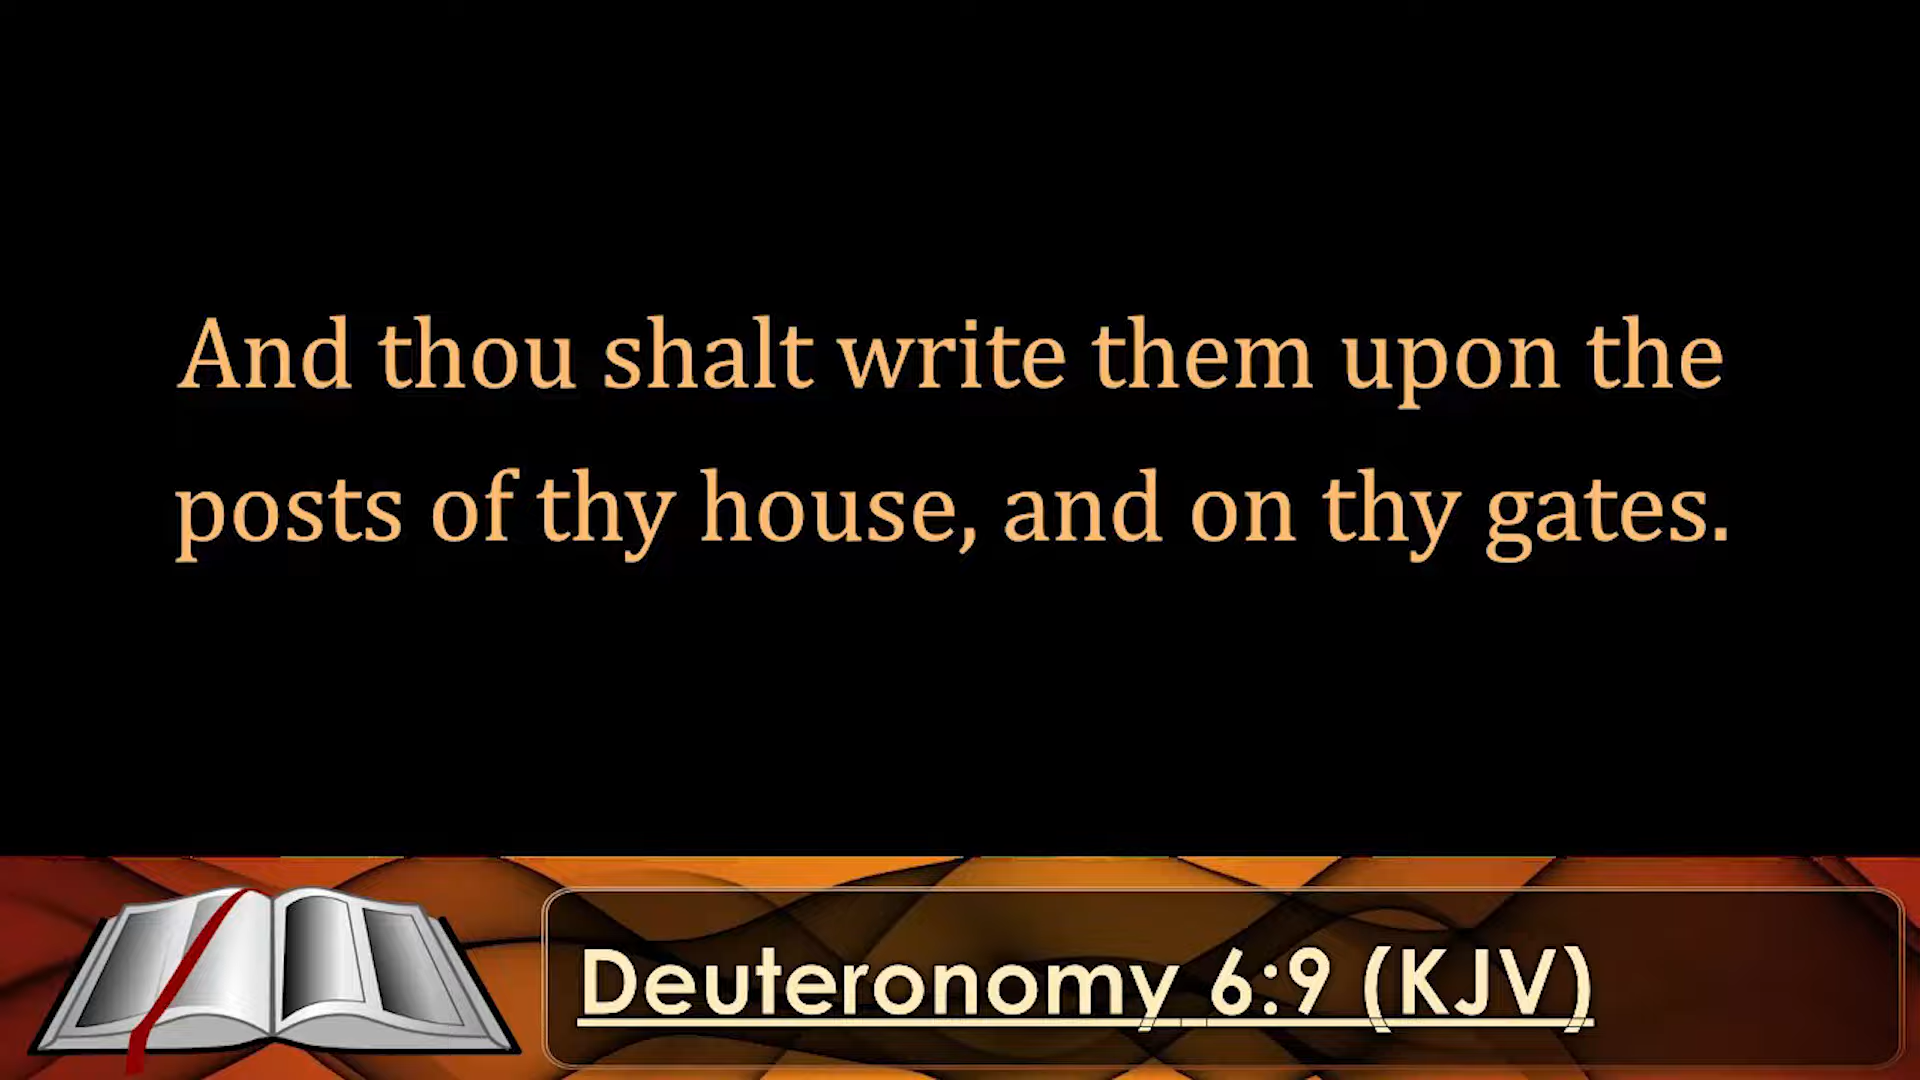 And thou shalt write them upon the
posts of thy house, and on thy gates.
Deuteronomy 6:9 (KJV)